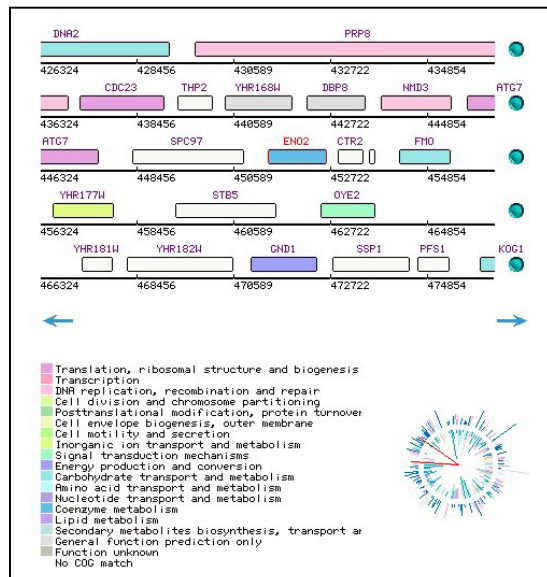 DNA2 PRP8
426324 428456 430589 432722 434854
CDC23 THP2 YHR168W DBP8 NMD3 ATG7
436324 438456 440589 442722 444854
ATG7 SPC97 ENO2 CTR2 FMO
446324 448456 450589 452722 454854
YHR177W STB5 OYE2
456324 458456 460589 462722 464854
YHR181W YHR182W GND1 SSP1 PFS1 KOG1
466324 468456 470589 472722 474854
Translation, ribosomal structure and biogenesis
Transcription
DNA replication, recombination and repair
Cell division and chromosome partitioning
Posttranslational modification, protein turnover
Cell envelope biogenesis, outer membrane
Cell motility and secretion
Inorganic ion transport and metabolism
Signal transduction mechanisms
Energy production and conversion
Carbohydrate transport and metabolism
Amino acid transport and metabolism
Nucleotide transport and metabolism
Coenzyme metabolism
Lipid metabolism
Secondary metabolites biosynthesis, transport an
General function prediction only
Function unknown
No COG match